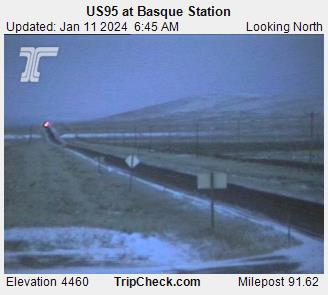 US95 at Basque Station
Updated: Jan 11 2024 6:45 AM Looking North
Elevation 4460 TripCheck.com Milepost 91.62